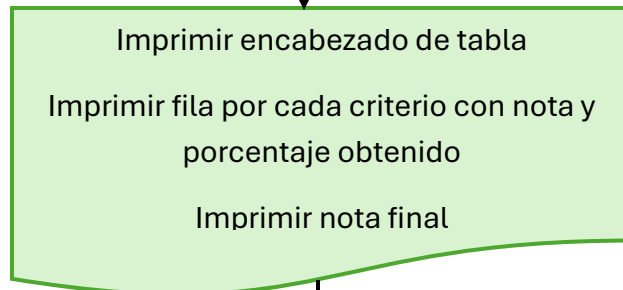 Imprimir encabezado de tabla
Imprimir fila por cada criterio con nota y
porcentaje obtenido
Imprimir nota final